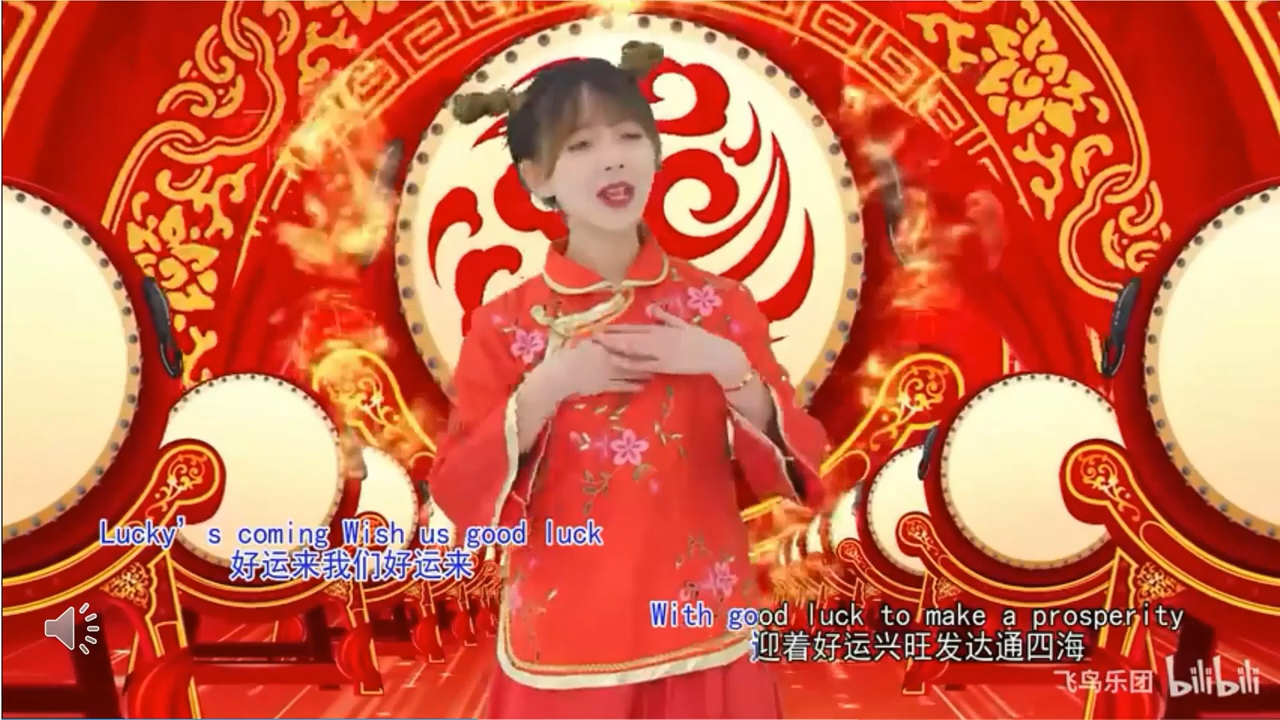 Lucky's coming Wish us good luck
好运来我们好运来
With good luck to make a prosperity
迎着好运兴旺发达通四海
飞鸟乐团 bilibili